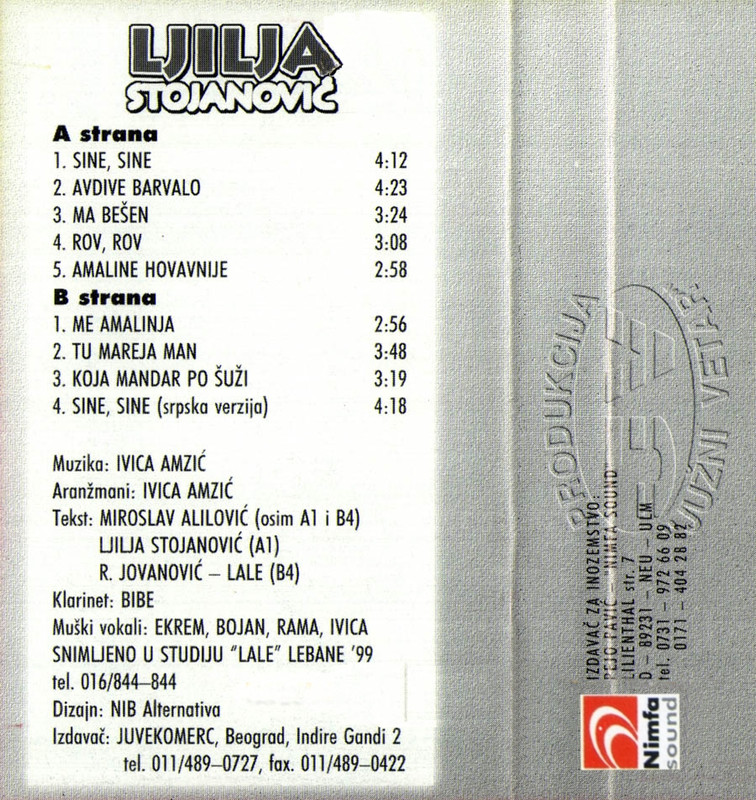 LJILJA
STOJANOVIĆ
A strana
1. SINE, SINE 4:12
2. AVDIVE BARVALO 4:23
3. MA BEŠEN 3:24
4. ROV, ROV 3:08
5. AMALINE HOVAVNIJE 2:58
B strana
1. ME AMALINJA 2:56
2. TU MAREJA MAN 3:48
3. KOJA MANDAR PO ŠUŽI 3:19
4. SINE, SINE (srpska verzija) 4:18
Muzika: IVICA AMZIĆ
Aranžmani: IVICA AMZIĆ
Tekst: MIROSLAV ALILOVIĆ (osim A1 i B4)
LJILJA STOJANOVIĆ (A1)
R. JOVANOVIĆ – LALE (B4)
Klarinet: BIBE
Muški vokali: EKREM, BOJAN, RAMA, IVICA
SNIMLJENO U STUDIJU "LALE" LEBANE '99
tel. 016/844–844
Dizajn: NIB Alternativa
Izdavač: JUVEKOMERC, Beograd, Indire Gandi 2
tel. 011/489–0727, fax. 011/489–0422
PRODUKCIJA
JUŽNI VETAR
IZDAVAČ ZA INOZEMSTVO:
PEJO PAVIĆ – "NIMFA SOUND"
LILIENTHAL str. 7
D – 89231 – NEU – ULM
tel. 0731 – 972 66 09
0171 – 404 28 82
Nimfa
sound